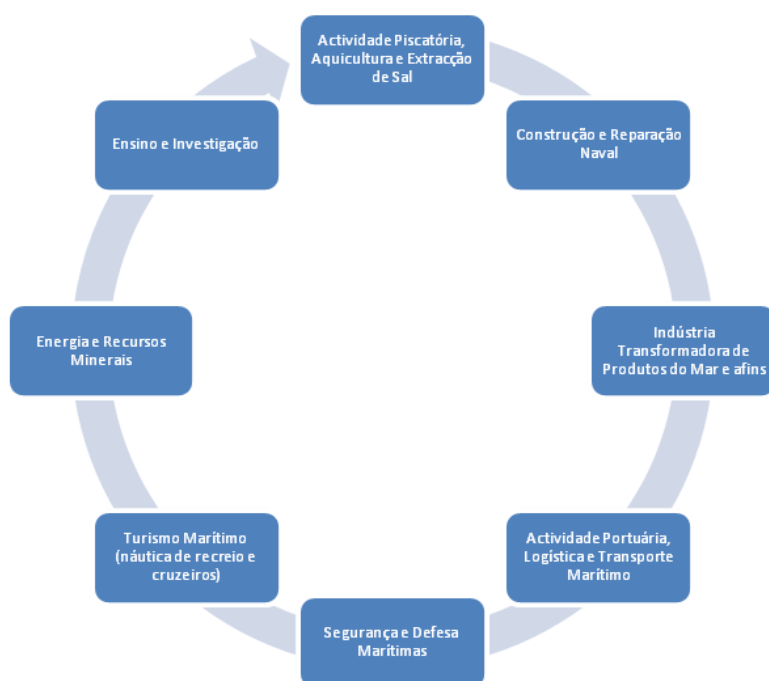 Actividade Piscatória,
Aquicultura e Extracção
de Sal
Construção e Reparação
Naval
Indústria
Transformadora de
Produtos do Mar e afins
Actividade Portuária,
Logística e Transporte
Marítimo
Segurança e Defesa
Marítimas
Turismo Marítimo
(náutica de recreio e
cruzeiros)
Energia e Recursos
Minerais
Ensino e Investigação